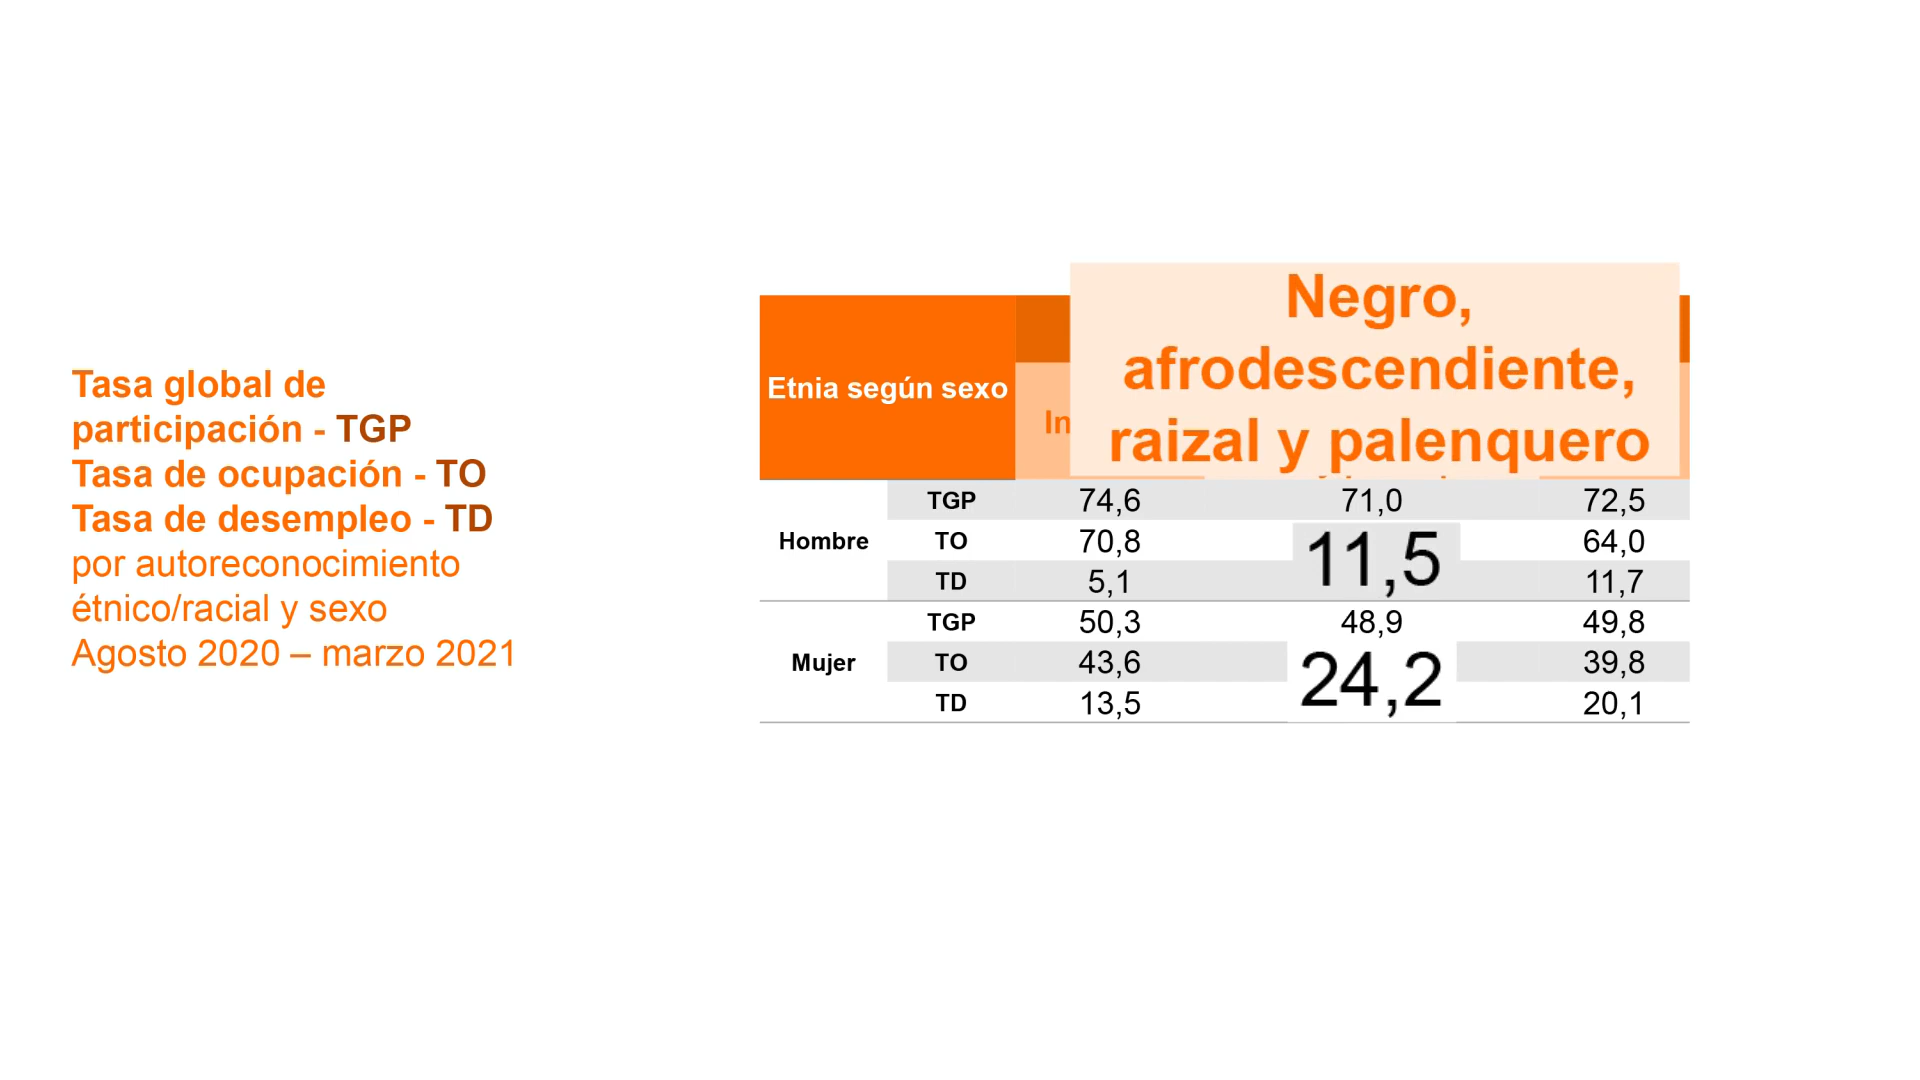 Tasa global de
participación - TGP
Tasa de ocupación - TO
Tasa de desempleo - TD
por autoreconocimiento
étnico/racial y sexo
Agosto 2020 – marzo 2021
Etnia según sexo
Negro,
afrodescendiente,
raizal y palenquero
Hombre
TGP 74,6 71,0 72,5
TO 70,8 64,0
11,5
TD 5,1 11,7
Mujer
TGP 50,3 48,9 49,8
TO 43,6 39,8
24,2
TD 13,5 20,1